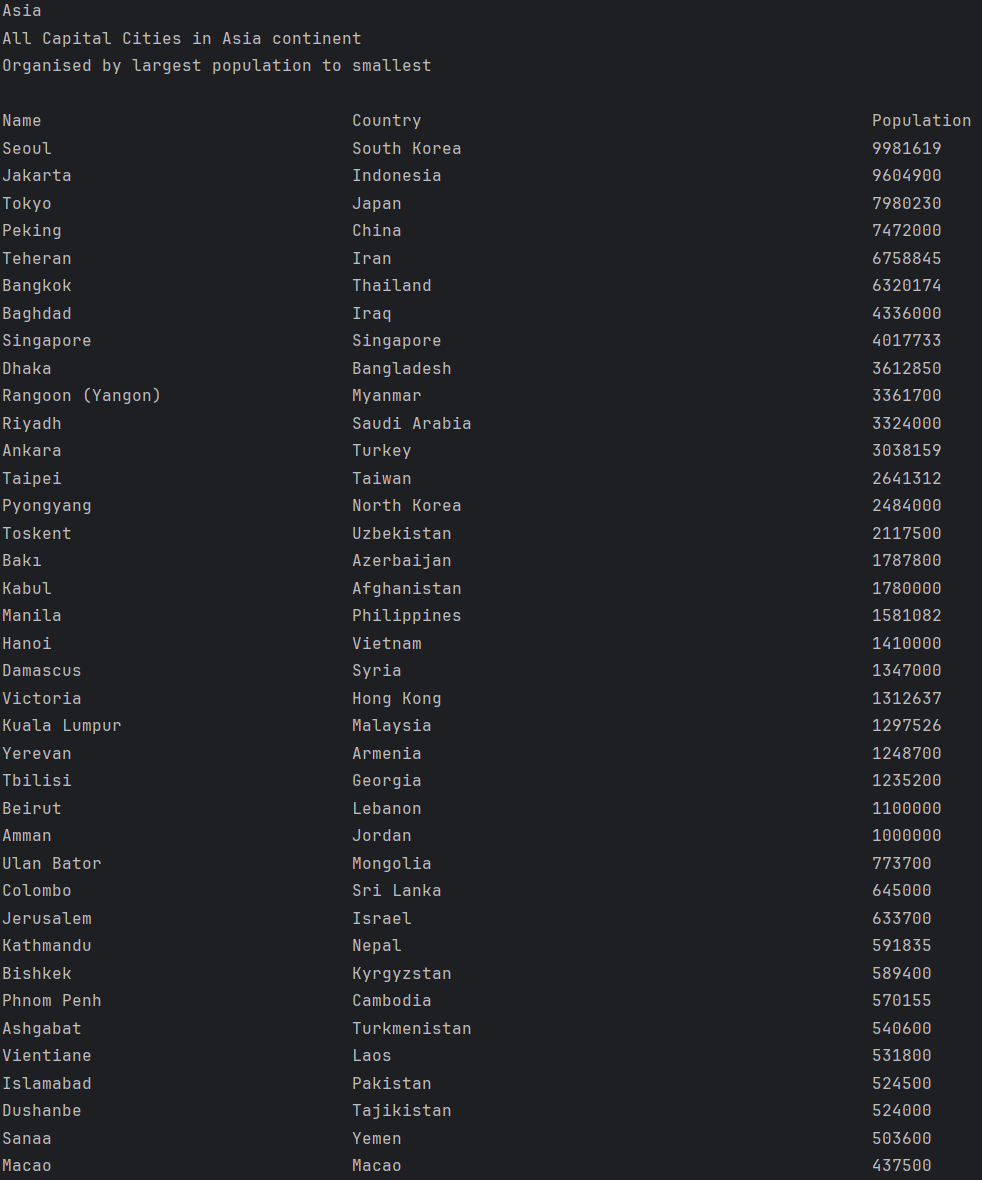 Asia
All Capital Cities in Asia continent
Organised by largest population to smallest
Name Country Population
Seoul South Korea 9981619
Jakarta Indonesia 9604900
Tokyo Japan 7980230
Peking China 7472000
Teheran Iran 6758845
Bangkok Thailand 6320174
Baghdad Iraq 4336000
Singapore Singapore 4017733
Dhaka Bangladesh 3612850
Rangoon (Yangon) Myanmar 3361700
Riyadh Saudi Arabia 3324000
Ankara Turkey 3038159
Taipei Taiwan 2641312
Pyongyang North Korea 2484000
Toskent Uzbekistan 2117500
Bakı Azerbaijan 1787800
Kabul Afghanistan 1780000
Manila Philippines 1581082
Hanoi Vietnam 1410000
Damascus Syria 1347000
Victoria Hong Kong 1312637
Kuala Lumpur Malaysia 1297526
Yerevan Armenia 1248700
Tbilisi Georgia 1235200
Beirut Lebanon 1100000
Amman Jordan 1000000
Ulan Bator Mongolia 773700
Colombo Sri Lanka 645000
Jerusalem Israel 633700
Kathmandu Nepal 591835
Bishkek Kyrgyzstan 589400
Phnom Penh Cambodia 570155
Ashgabat Turkmenistan 540600
Vientiane Laos 531800
Islamabad Pakistan 524500
Dushanbe Tajikistan 524000
Sanaa Yemen 503600
Macao Macao 437500